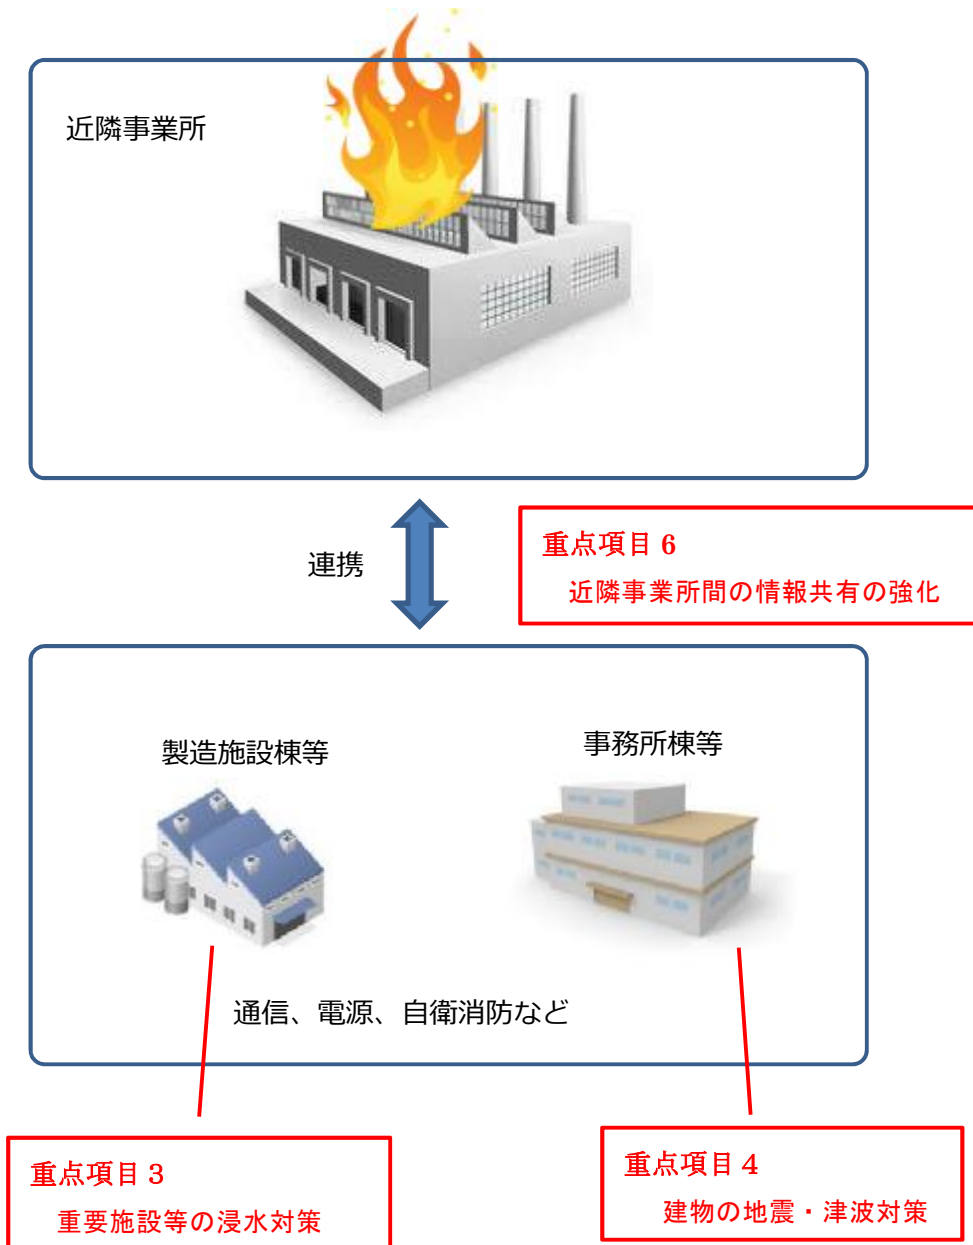 近隣事業所
連携
重点項目 6
近隣事業所間の情報共有の強化
製造施設棟等
事務所棟等
通信、電源、自衛消防など
重点項目 3
重要施設等の浸水対策
重点項目 4
建物の地震・津波対策